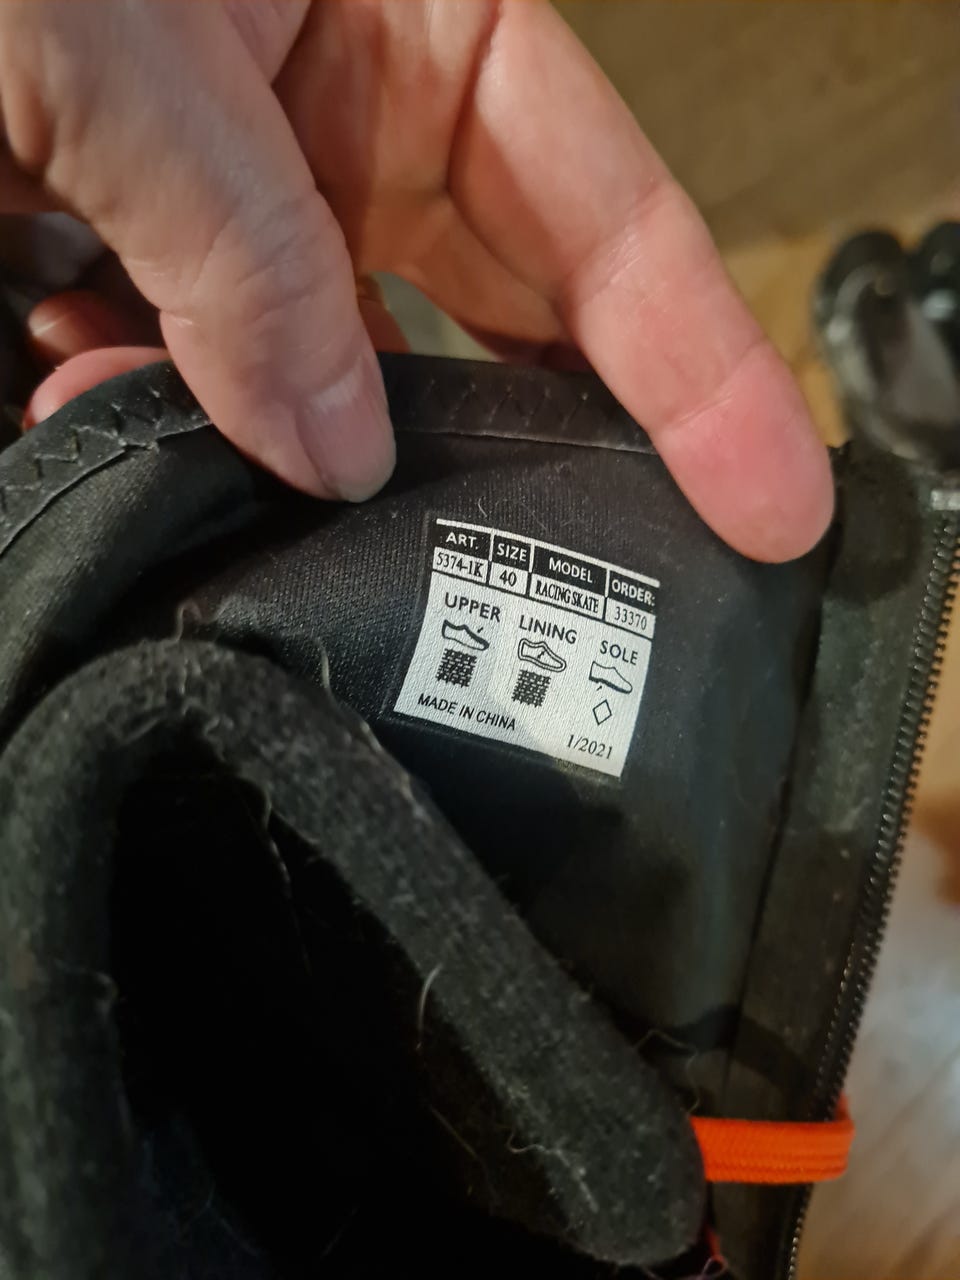 ART. SIZE MODEL ORDER:
5374-1K 40 RACING SKATE 33370
UPPER LINING SOLE
MADE IN CHINA
1/2021